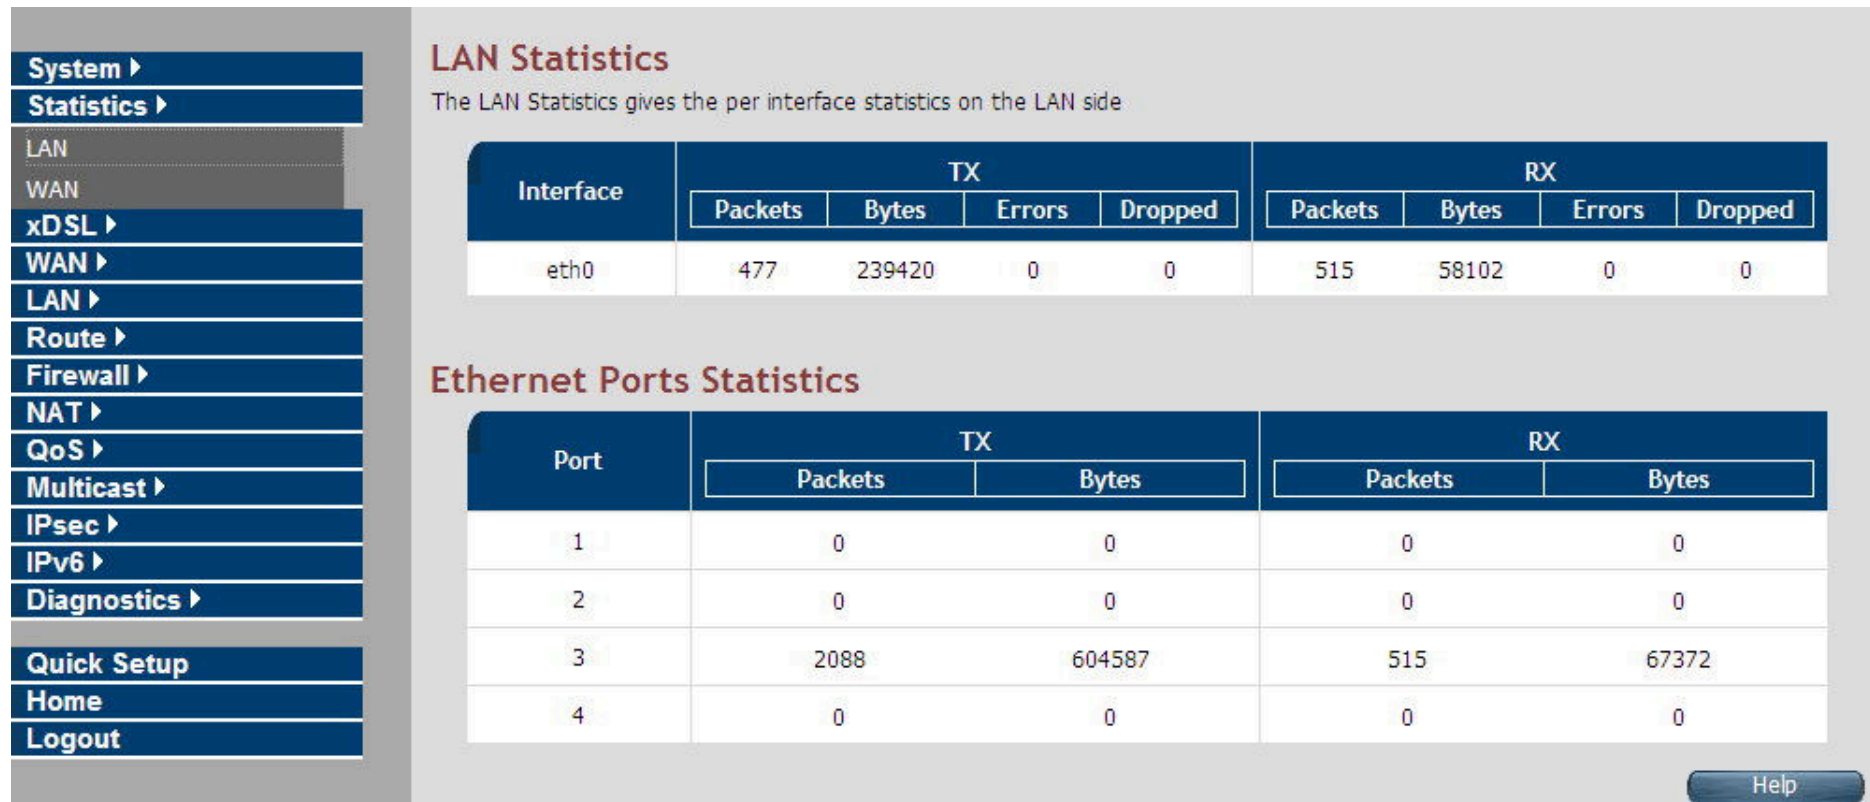 System
Statistics
LAN
WAN
xDSL
WAN
LAN
Route
Firewall
NAT
QoS
Multicast
IPsec
IPv6
Diagnostics
Quick Setup
Home
Logout
LAN Statistics
The LAN Statistics gives the per interface statistics on the LAN side
Interface TX RX
Packets Bytes Errors Dropped Packets Bytes Errors Dropped
eth0 477 239420 0 0 515 58102 0 0
Ethernet Ports Statistics
Port TX RX
Packets Bytes Packets Bytes
1 0 0 0 0
2 0 0 0 0
3 2088 604587 515 67372
4 0 0 0 0
Help